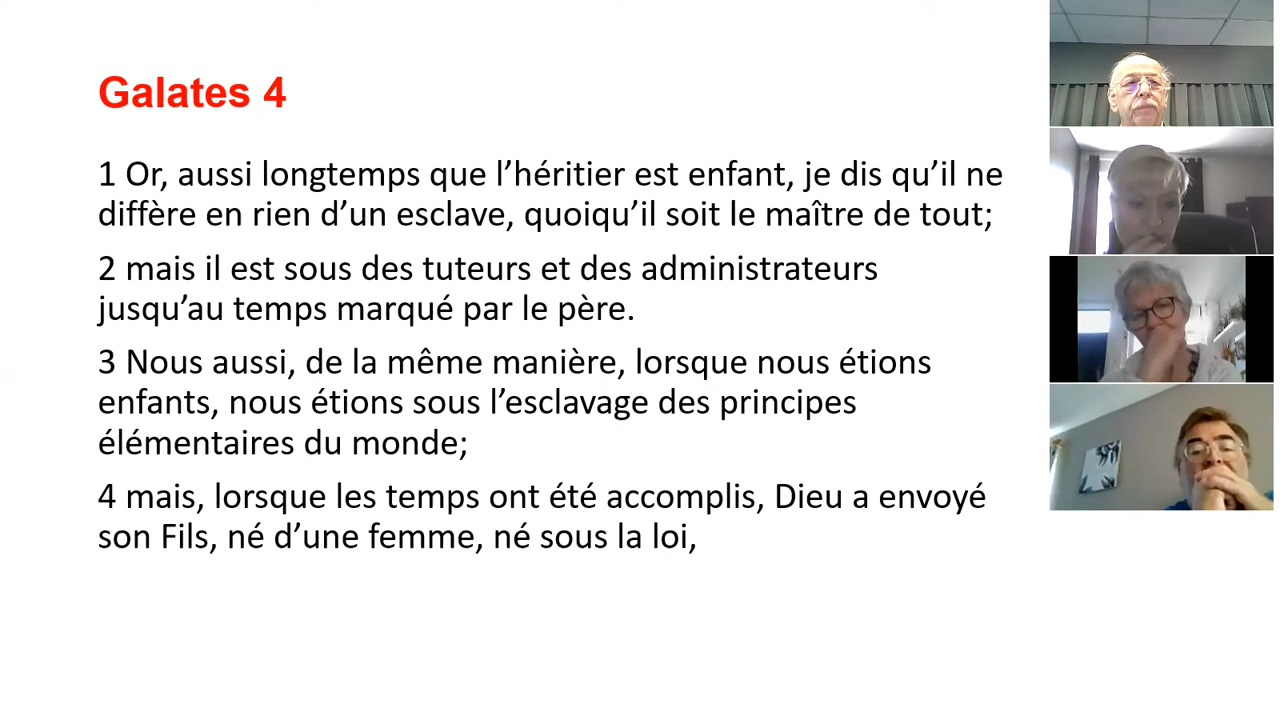 Galates 4
1 Or, aussi longtemps que l’héritier est enfant, je dis qu’il ne
diffère en rien d’un esclave, quoiqu’il soit le maître de tout;
2 mais il est sous des tuteurs et des administrateurs
jusqu’au temps marqué par le père.
3 Nous aussi, de la même manière, lorsque nous étions
enfants, nous étions sous l’esclavage des principes
élémentaires du monde;
4 mais, lorsque les temps ont été accomplis, Dieu a envoyé
son Fils, né d’une femme, né sous la loi,